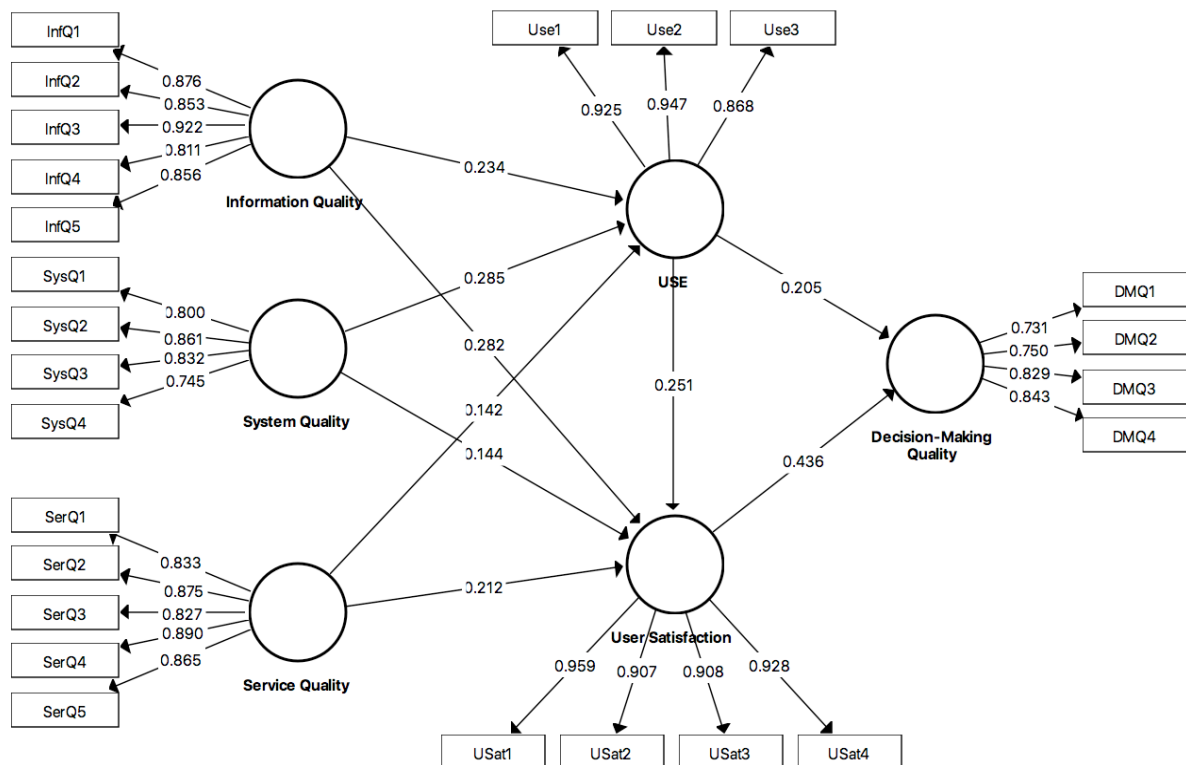 InfQ1
InfQ2
InfQ3
InfQ4
InfQ5
0.876
0.853
0.922
0.811
0.856
Information Quality
SysQ1
SysQ2
SysQ3
SysQ4
0.800
0.861
0.832
0.745
System Quality
SerQ1
SerQ2
SerQ3
SerQ4
SerQ5
0.833
0.875
0.827
0.890
0.865
Service Quality
0.234
0.285
0.282
0.142
0.144
0.212
Use1
Use2
Use3
0.925
0.947
0.868
USE
0.251
User Satisfaction
0.959
0.907
0.908
0.928
USat1
USat2
USat3
USat4
0.205
0.436
Decision-Making
Quality
0.731
0.750
0.829
0.843
DMQ1
DMQ2
DMQ3
DMQ4